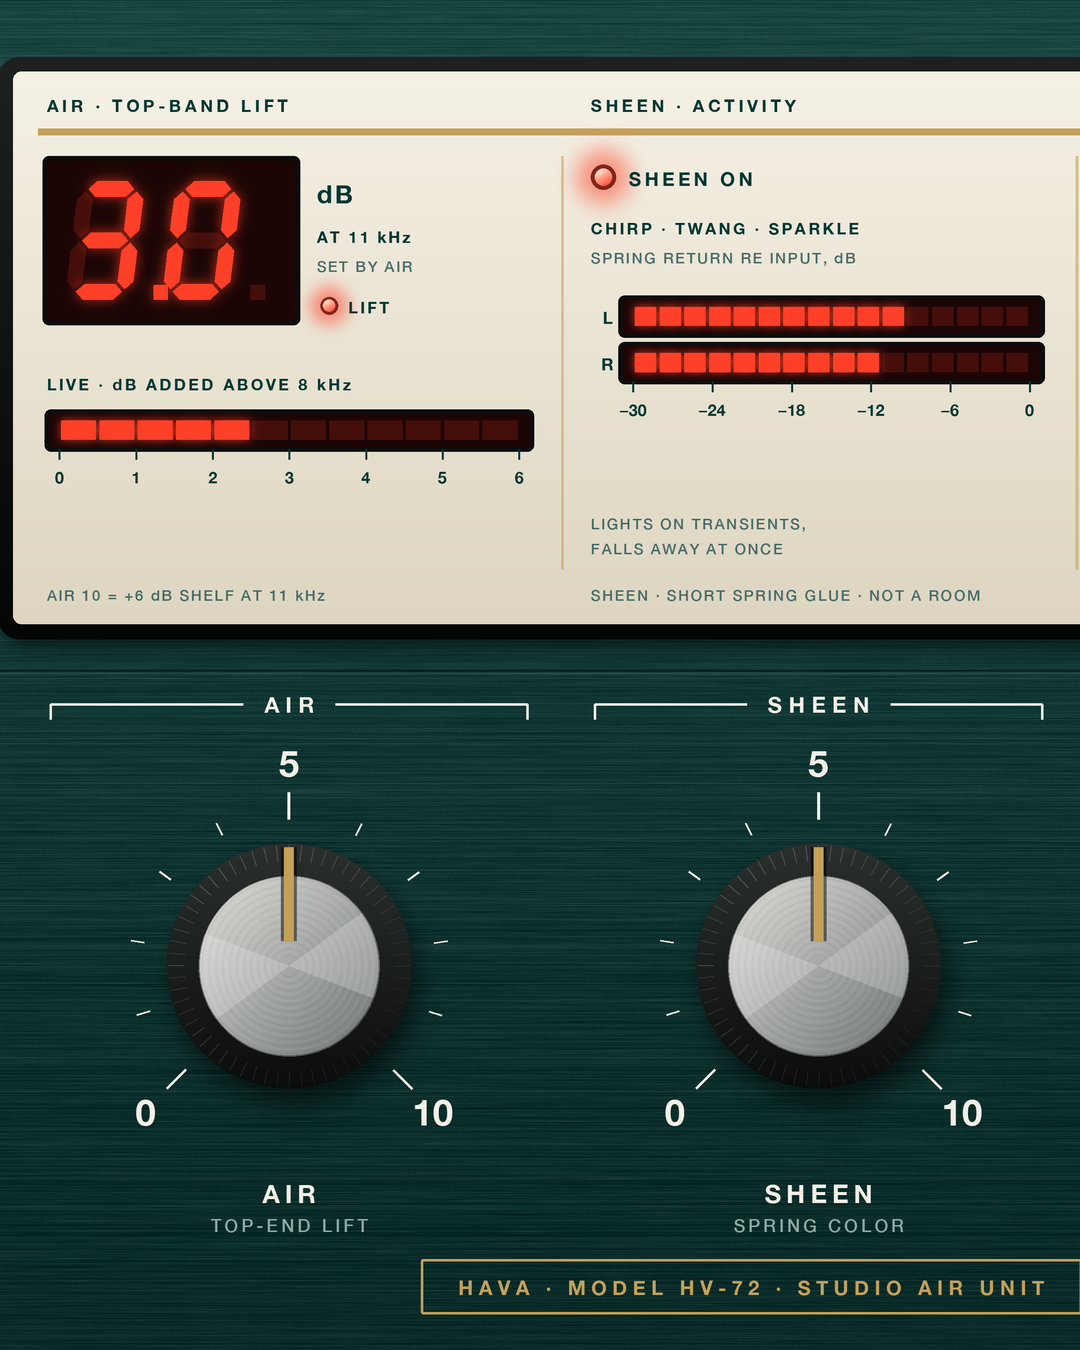 AIR · TOP-BAND LIFT
3.0
dB
AT 11 kHz
SET BY AIR
LIFT
LIVE · dB ADDED ABOVE 8 kHz
0 1 2 3 4 5 6
AIR 10 = +6 dB SHELF AT 11 kHz
SHEEN · ACTIVITY
SHEEN ON
CHIRP · TWANG · SPARKLE
SPRING RETURN RE INPUT, dB
L
R
−30 −24 −18 −12 −6 0
LIGHTS ON TRANSIENTS,
FALLS AWAY AT ONCE
SHEEN · SHORT SPRING GLUE · NOT A ROOM
AIR
5
0 10
AIR
TOP-END LIFT
SHEEN
5
0 10
SHEEN
SPRING COLOR
HAVA · MODEL HV-72 · STUDIO AIR UNIT